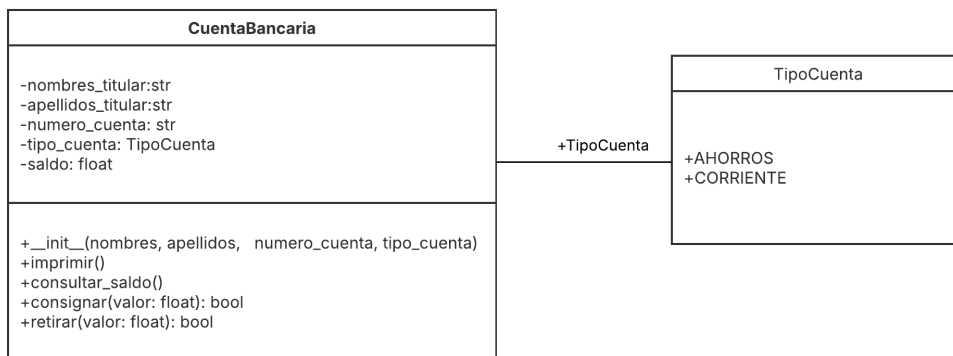 CuentaBancaria
-nombres_titular:str
-apellidos_titular:str
-numero_cuenta: str
-tipo_cuenta: TipoCuenta
-saldo: float
+__init__(nombres, apellidos,   numero_cuenta, tipo_cuenta)
+imprimir()
+consultar_saldo()
+consignar(valor: float): bool
+retirar(valor: float): bool
+TipoCuenta
TipoCuenta
+AHORROS
+CORRIENTE